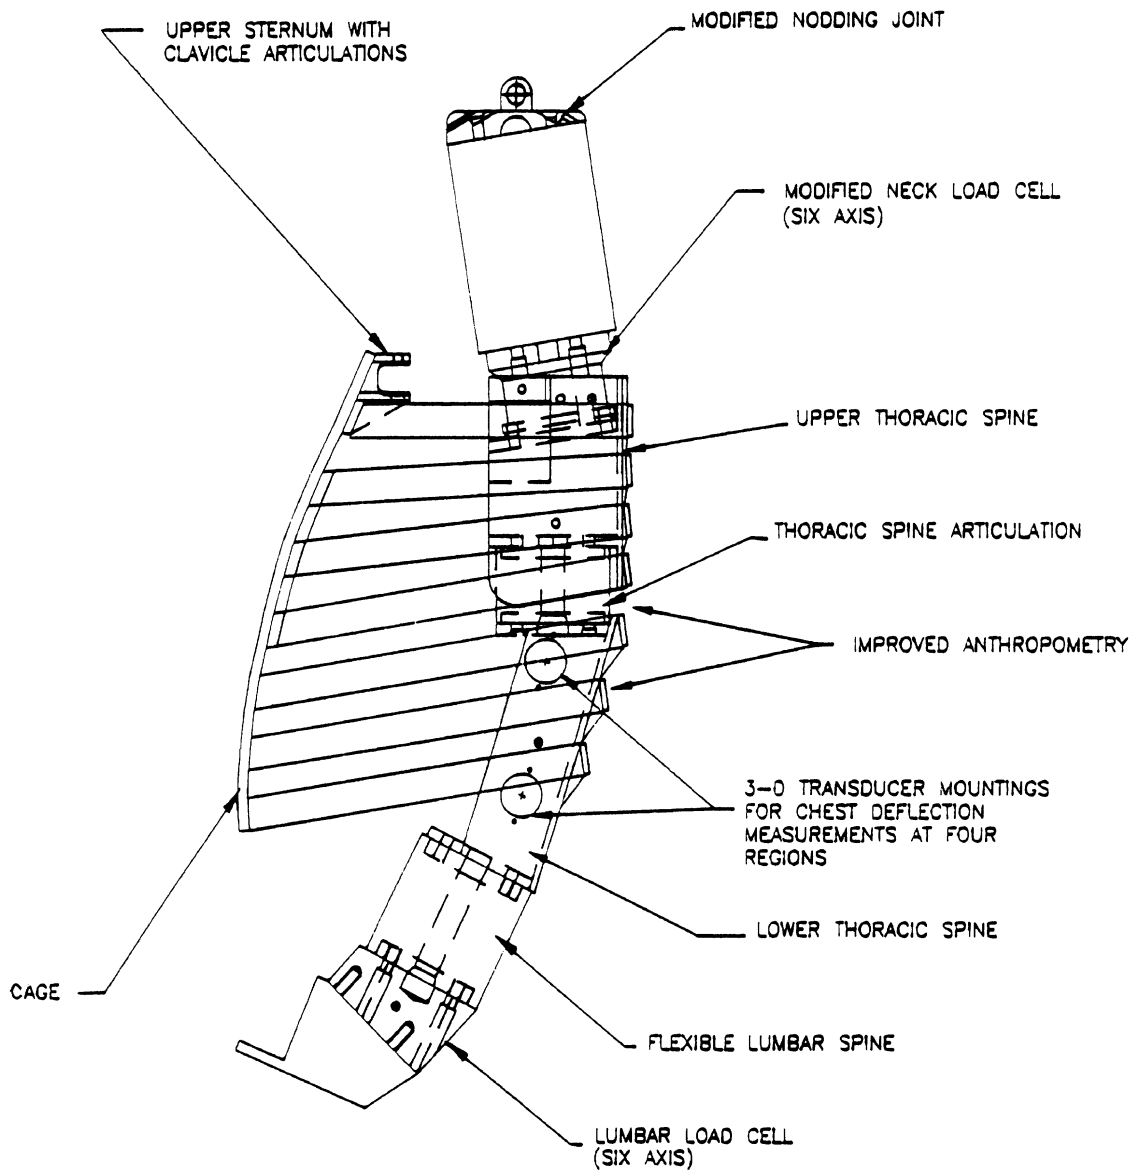 UPPER STERNUM WITH
CLAVICLE ARTICULATIONS
MODIFIED NODDING JOINT
MODIFIED NECK LOAD CELL
(SIX AXIS)
UPPER THORACIC SPINE
THORACIC SPINE ARTICULATION
IMPROVED ANTHROPOMETRY
3-D TRANSDUCER MOUNTINGS
FOR CHEST DEFLECTION
MEASUREMENTS AT FOUR
REGIONS
LOWER THORACIC SPINE
CAGE
FLEXIBLE LUMBAR SPINE
LUMBAR LOAD CELL
(SIX AXIS)